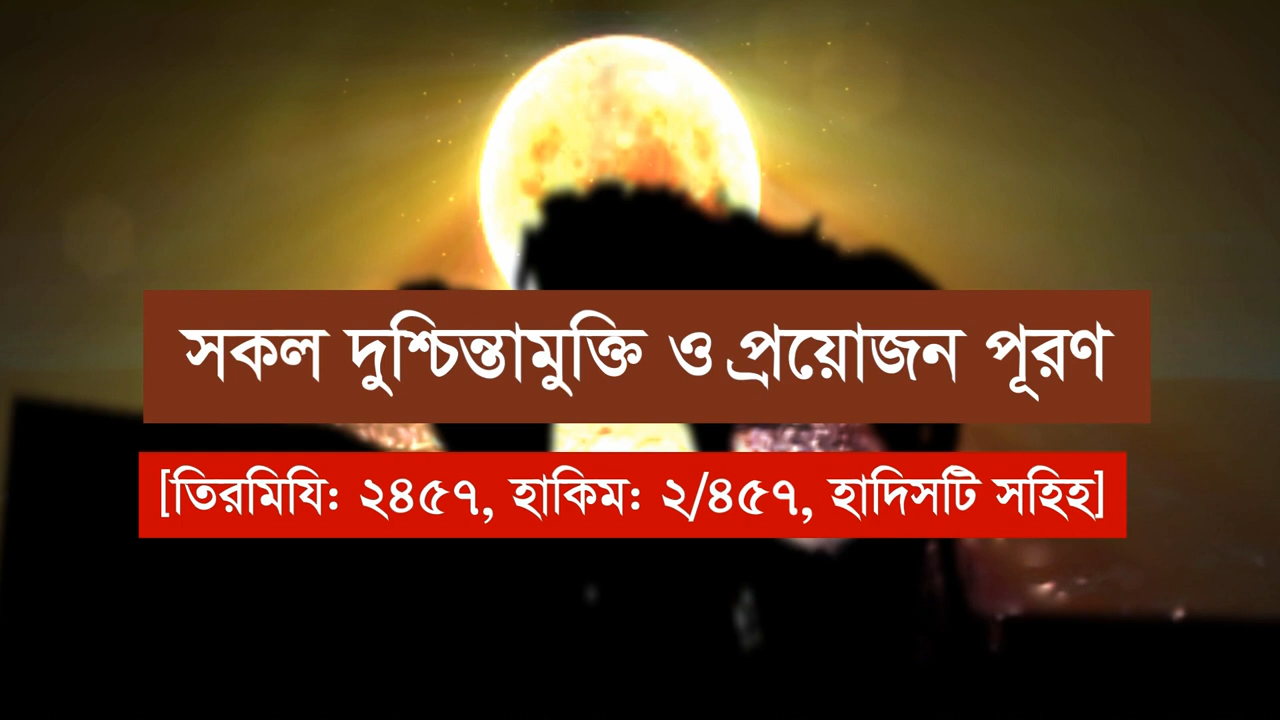 সকল দুশ্চিন্তামুক্তি ও প্রয়োজন পূরণ
[তিরমিযি: ২৪৫৭, হাকিম: ২/৪৫৭, হাদিসটি সহিহ]